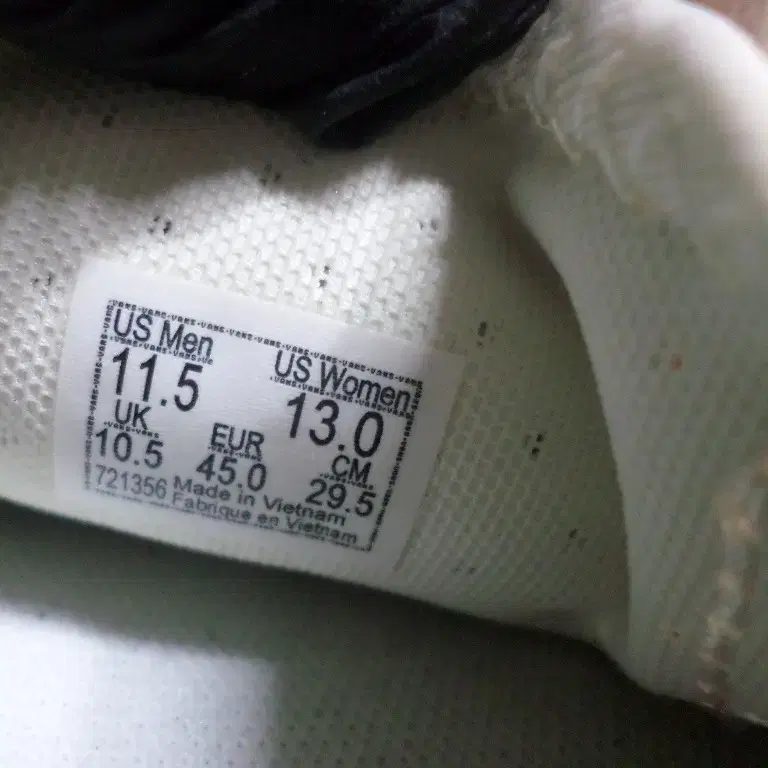 US Men US Women
11.5 13.0
UK EUR CM
10.5 45.0 29.5
721356 Made in Vietnam
Fabrique en Vietnam